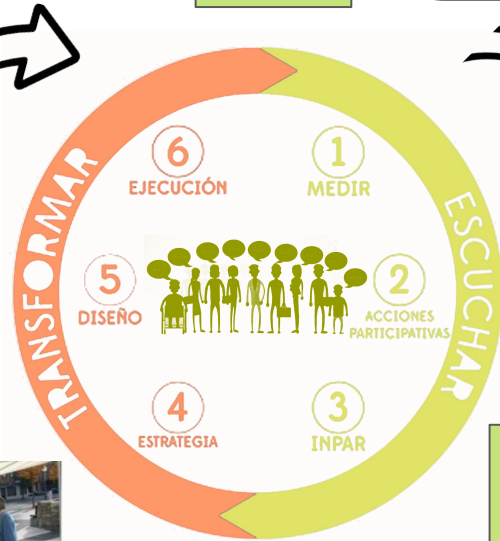 TRANSFORMAR
ESCUCHAR
1
MEDIR
2
ACCIONES
PARTICIPATIVAS
3
INPAR
4
ESTRATEGIA
5
DISEÑO
6
EJECUCIÓN